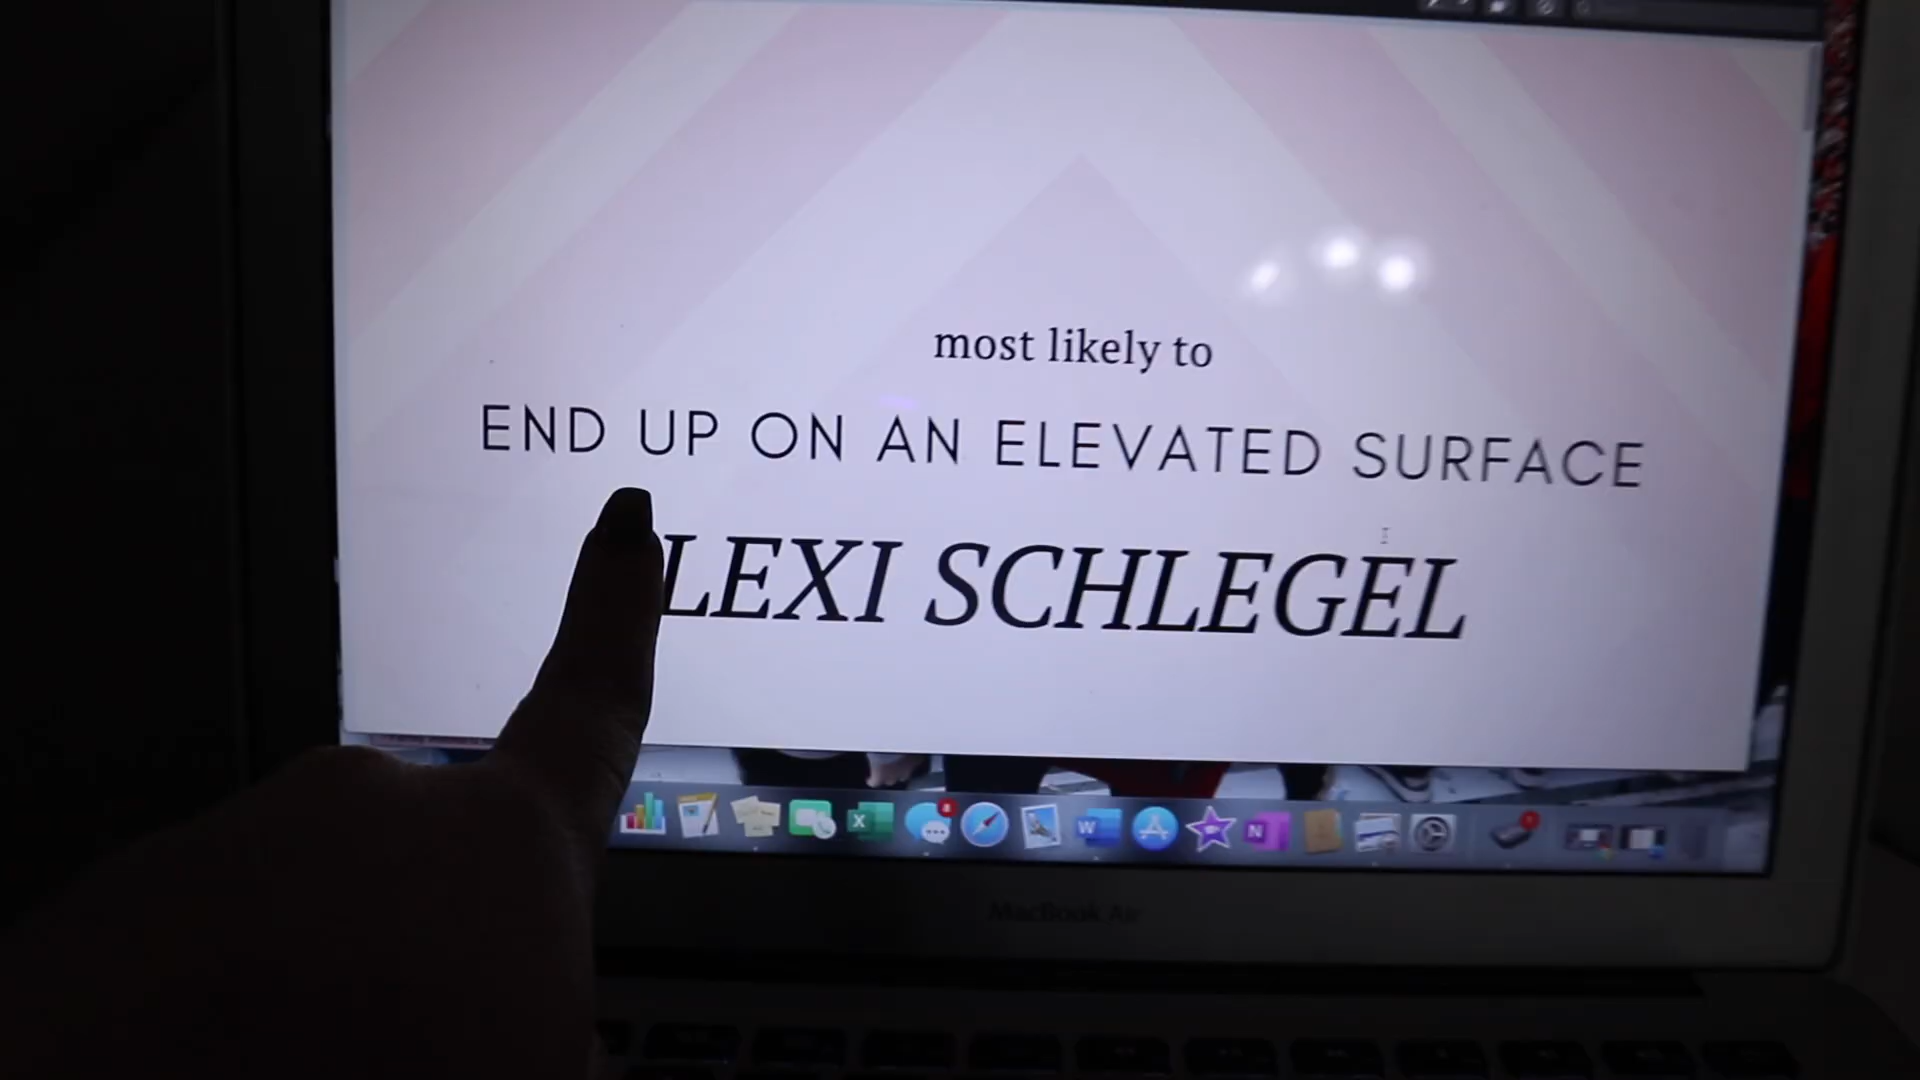 most likely to
END UP ON AN ELEVATED SURFACE
LEXI SCHLEGEL
MacBook Air